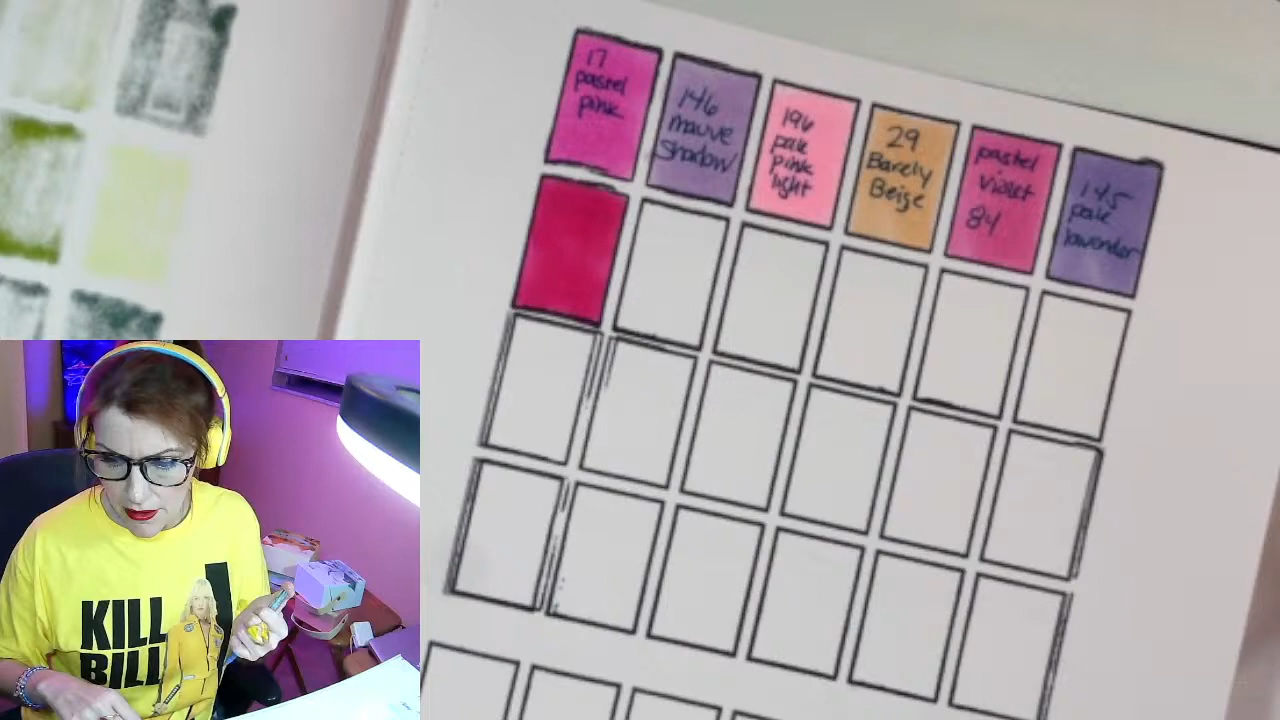 17
pastel
pink
146
mauve
shadow
196
pale
pink
light
29
Barely
Beige
pastel
violet
84
145
pale
lavender
KILL
BILL